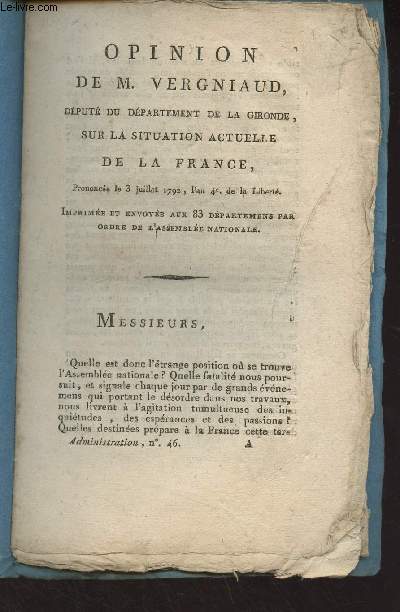 Le-livre.com
OPINION
DE M. VERGNIAUD,
DÉPUTÉ DU DÉPARTEMENT DE LA GIRONDE,
SUR LA SITUATION ACTUELLE
DE LA FRANCE,
Prononcée le 3 juillet 1792, l'an 4e. de la Liberté.
IMPRIMÉE ET ENVOYÉE AUX 83 DÉPARTEMENS PAR
ORDRE DE L'ASSEMBLÉE NATIONALE.
MESSIEURS,
Quelle est donc l'étrange position où se trouve
l'Assemblée nationale? Quelle fatalité nous pour-
suit, et signale chaque jour par de grands événe-
mens qui portant le désordre dans nos travaux,
nous livrent à l'agitation tumultueuse des in-
quiétudes, des espérances et des passions?
Quelles destinées prépare à la France cette ter-
Administration, n°. 46. A